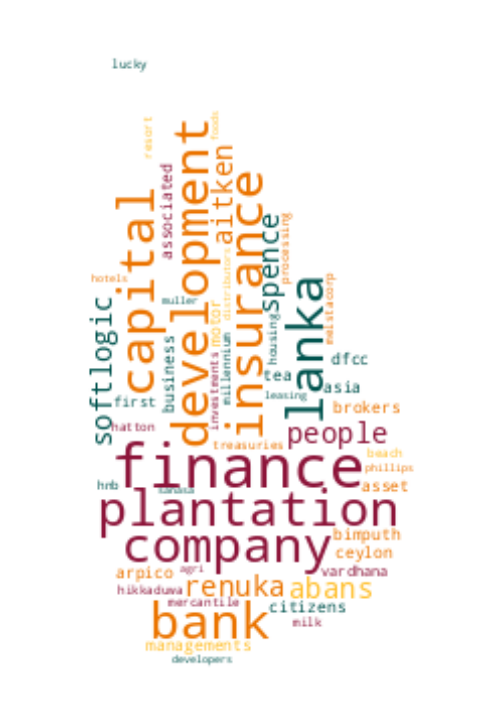 lucky
resort
foods
development
capital
associated
aitken
insurance
spence
processing
hotels
muller
distributors
motor
lanka
meistacorp
softlogic
business
investments
millennium
housing
dfcc
tea
asia
first
leasing
brokers
hatton
people
treasuries
finance
beach
phillips
hnb
sanasa
asset
plantation
company
bimputh
ceylon
arpico
agri
vardhana
hikkaduwa
renuka
abans
mercantile
citizens
bank
milk
managements
developers